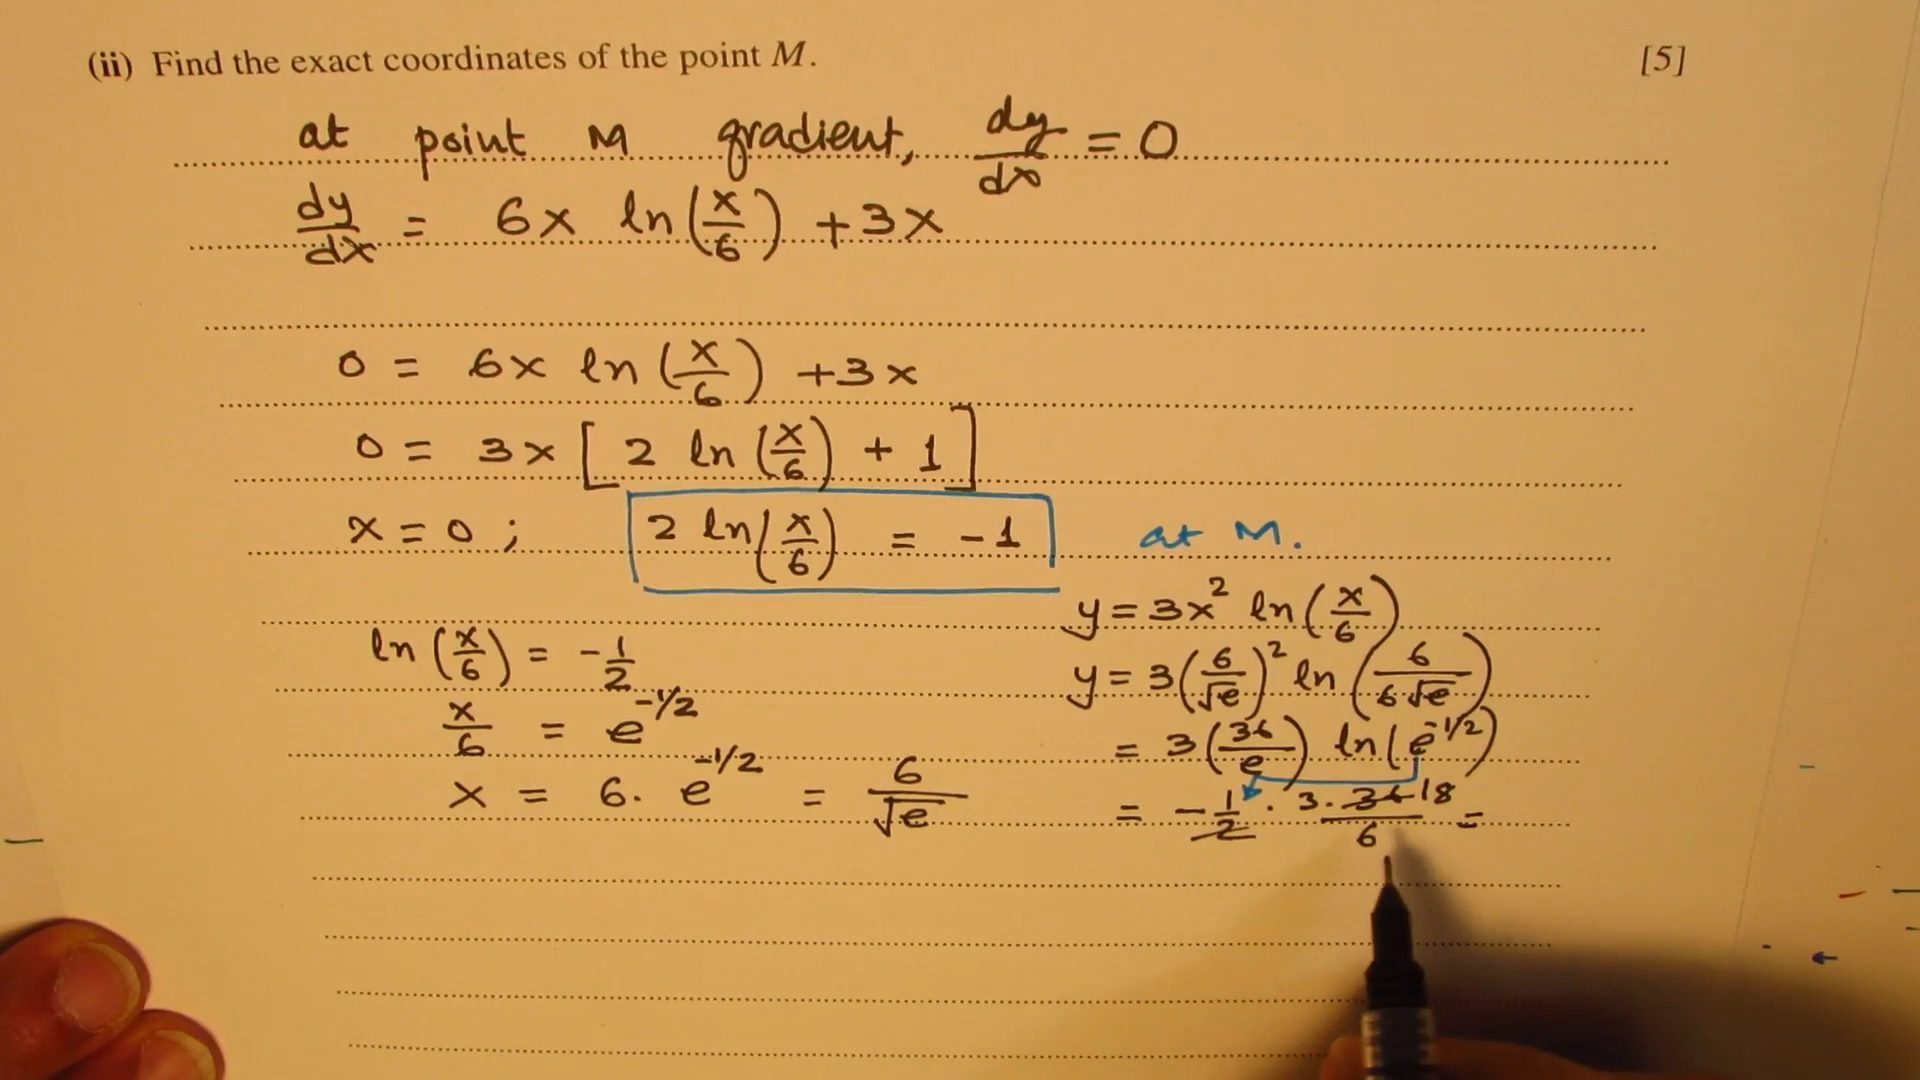 (ii) Find the exact coordinates of the point M. [5]
at point M gradient, dy/dx = 0
dy/dx = 6x ln(x/6) + 3x
0 = 6x ln(x/6) + 3x
0 = 3x [2 ln(x/6) + 1]
x = 0 ; 2 ln(x/6) = -1 at M.
ln(x/6) = -1/2
x/6 = e^-1/2
x = 6. e^-1/2 = 6/√e
y = 3x² ln(x/6)
y = 3(6/√e)² ln(6/6√e)
= 3(36/e) ln(e^-1/2)
= -1/2 . 3.36 18/6 =